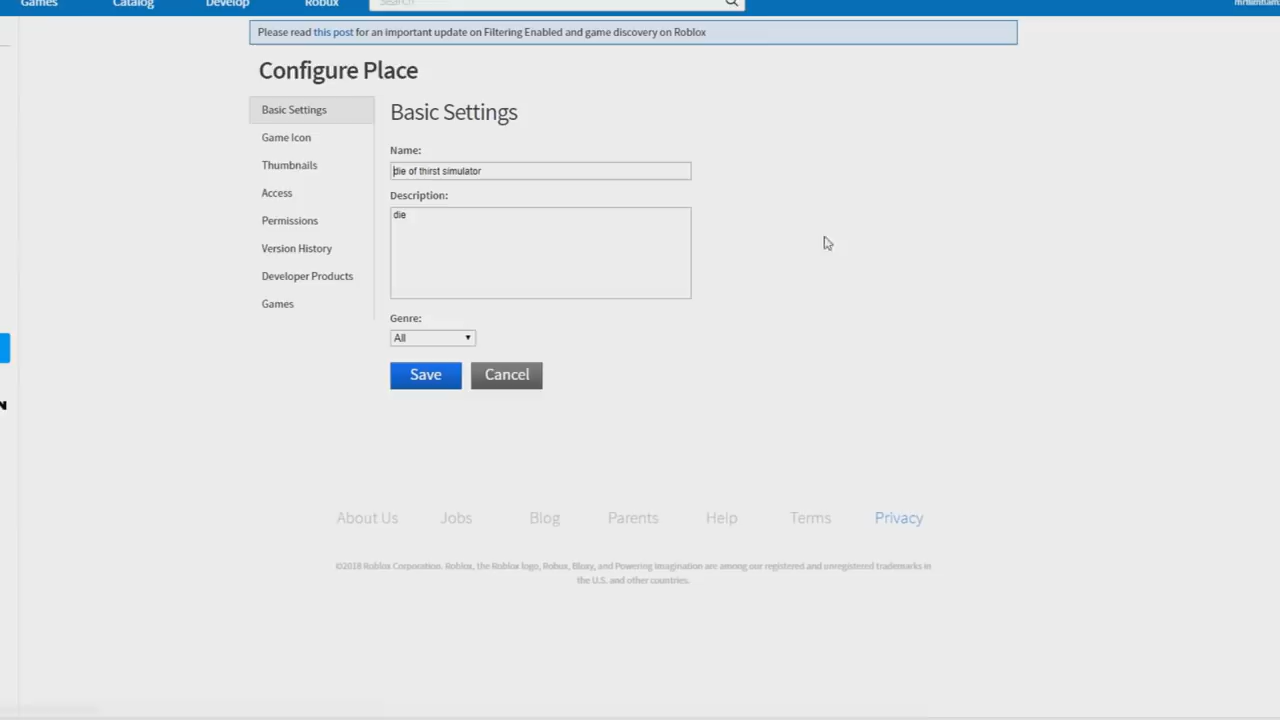 Games Catalog Develop Robux Search
Please read this post for an important update on Filtering Enabled and game discovery on Roblox
Configure Place
Basic Settings
Game Icon
Thumbnails
Access
Permissions
Version History
Developer Products
Games
Basic Settings
Name:
die of thirst simulator
Description:
die
Genre:
All
Save Cancel
About Us Jobs Blog Parents Help Terms Privacy
©2018 Roblox Corporation. Roblox, the Roblox logo, Robux, Bloxy, and Powering Imagination are among our registered and unregistered trademarks in
the U.S. and other countries.